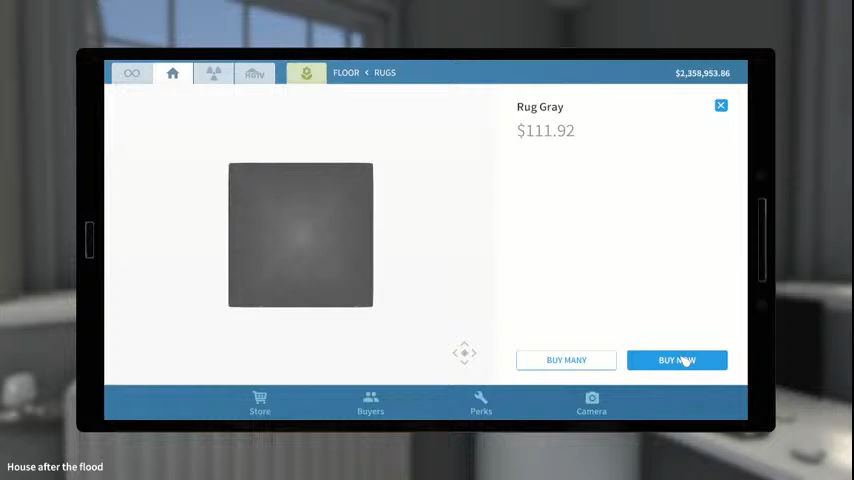 HGTV
FLOOR < RUGS
$2,358,953.86
Rug Gray
$111.92
BUY MANY
BUY NOW
Store
Buyers
Perks
Camera
House after the flood